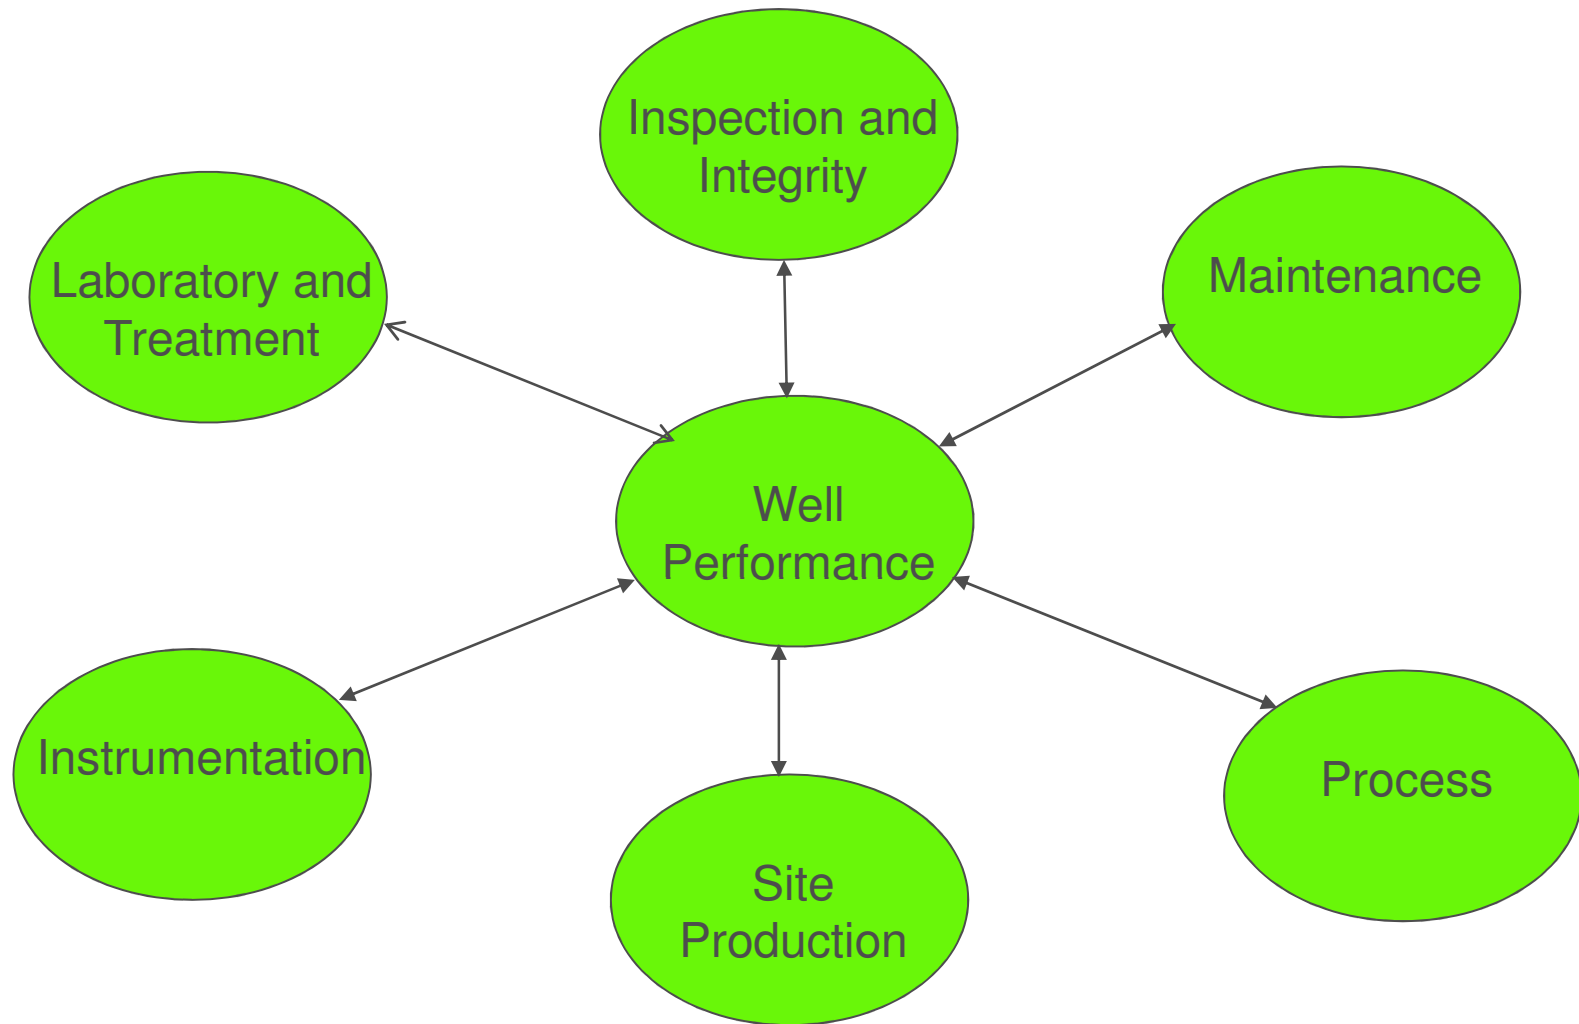 Inspection and
Integrity
Laboratory and
Treatment
Maintenance
Well
Performance
Instrumentation
Process
Site
Production